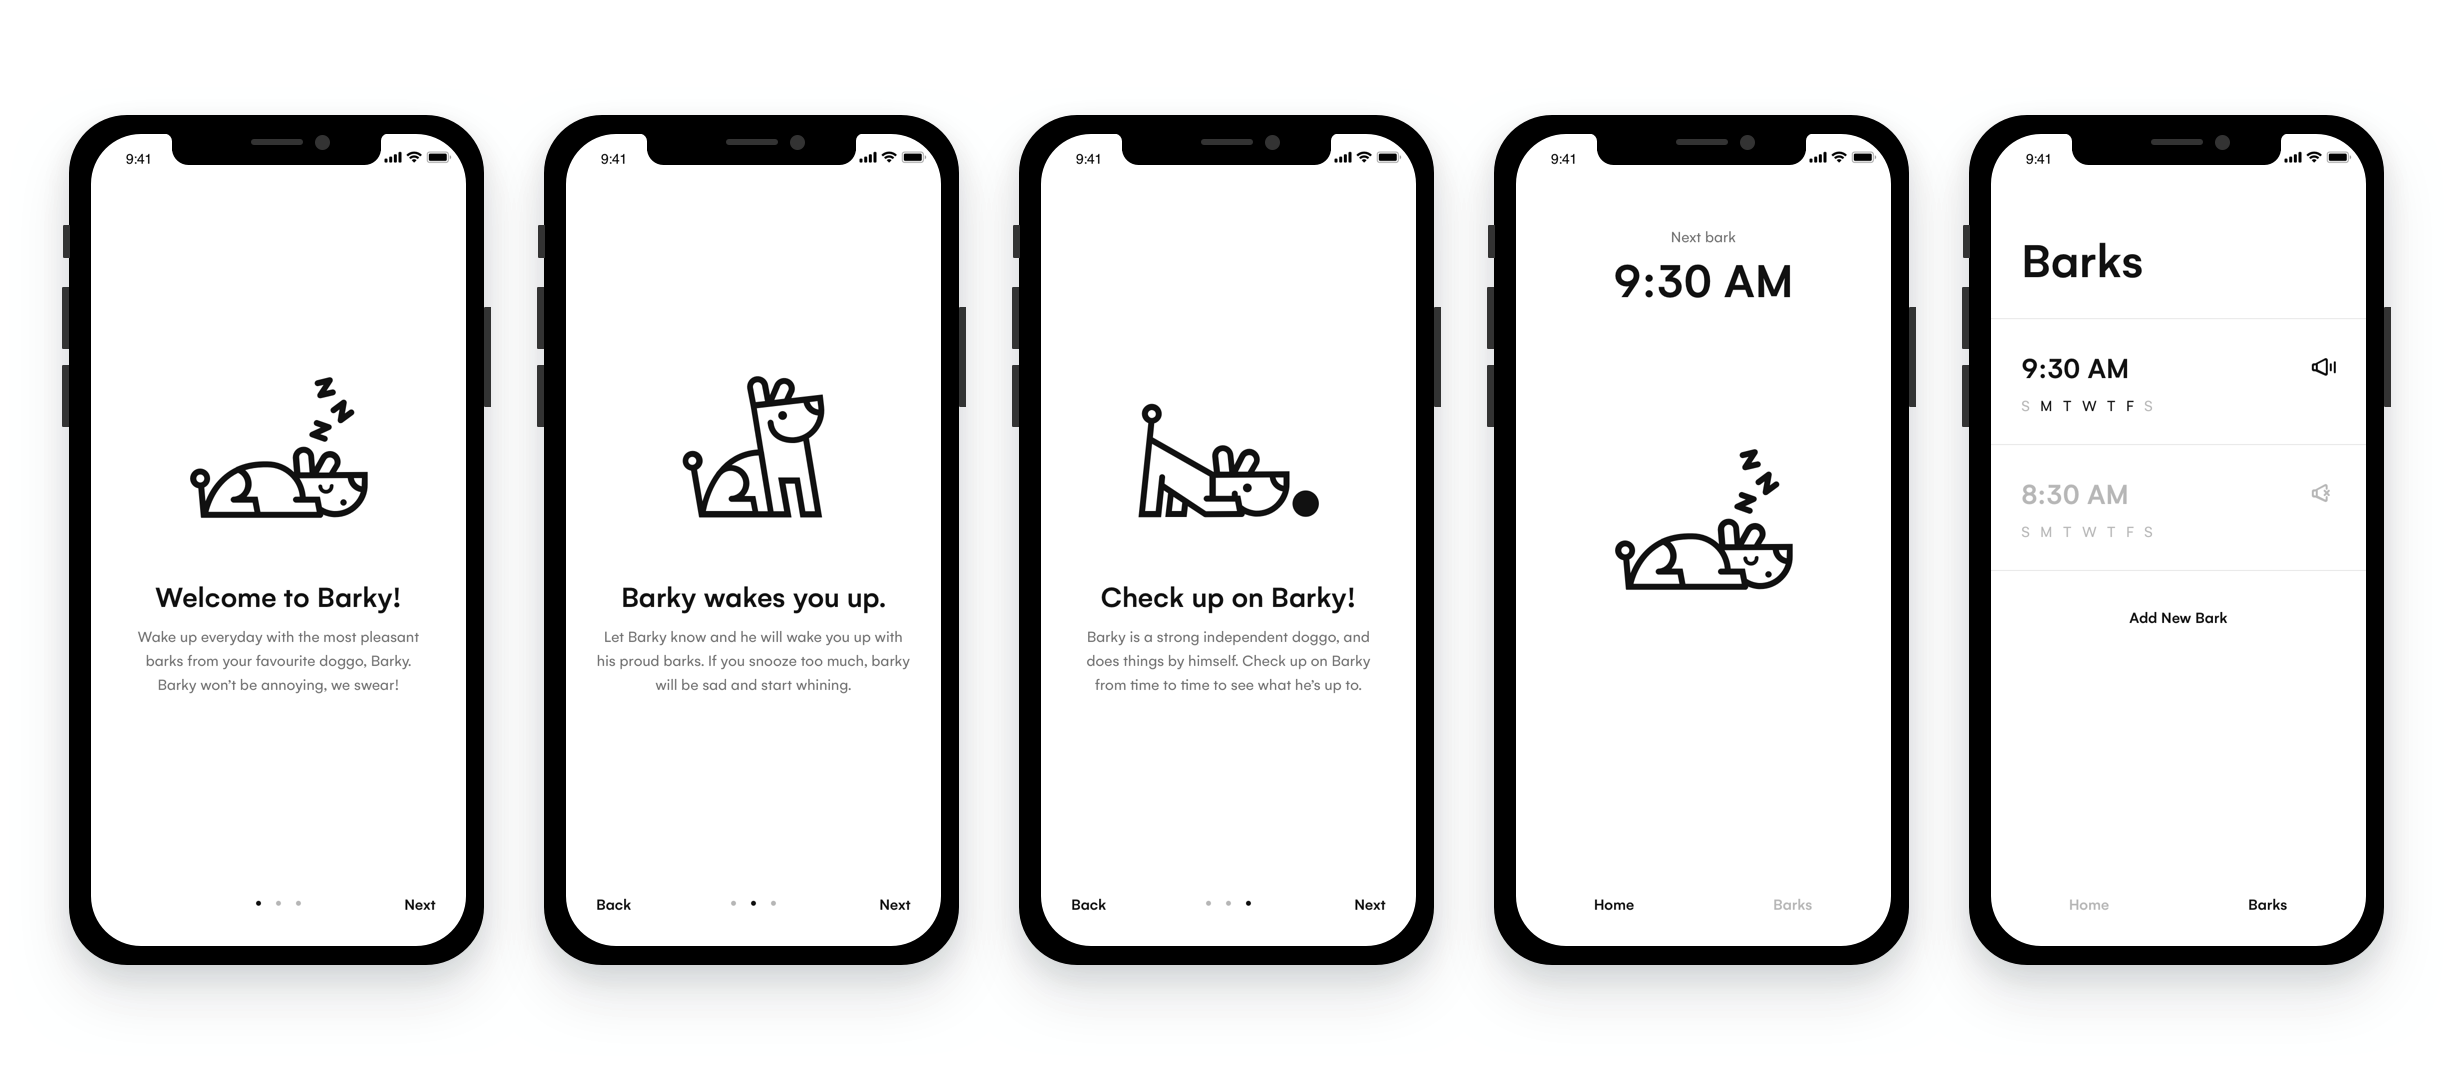 9:41
Welcome to Barky!
Wake up everyday with the most pleasant
barks from your favourite doggo, Barky.
Barky won't be annoying, we swear!
Next
9:41
Barky wakes you up.
Let Barky know and he will wake you up with
his proud barks. If you snooze too much, barky
will be sad and start whining.
Back
Next
9:41
Check up on Barky!
Barky is a strong independent doggo, and
does things by himself. Check up on Barky
from time to time to see what he's up to.
Back
Next
9:41
Next bark
9:30 AM
z
z
z
Home
Barks
9:41
Barks
9:30 AM
S M T W T F S
8:30 AM
S M T W T F S
Add New Bark
Home
Barks